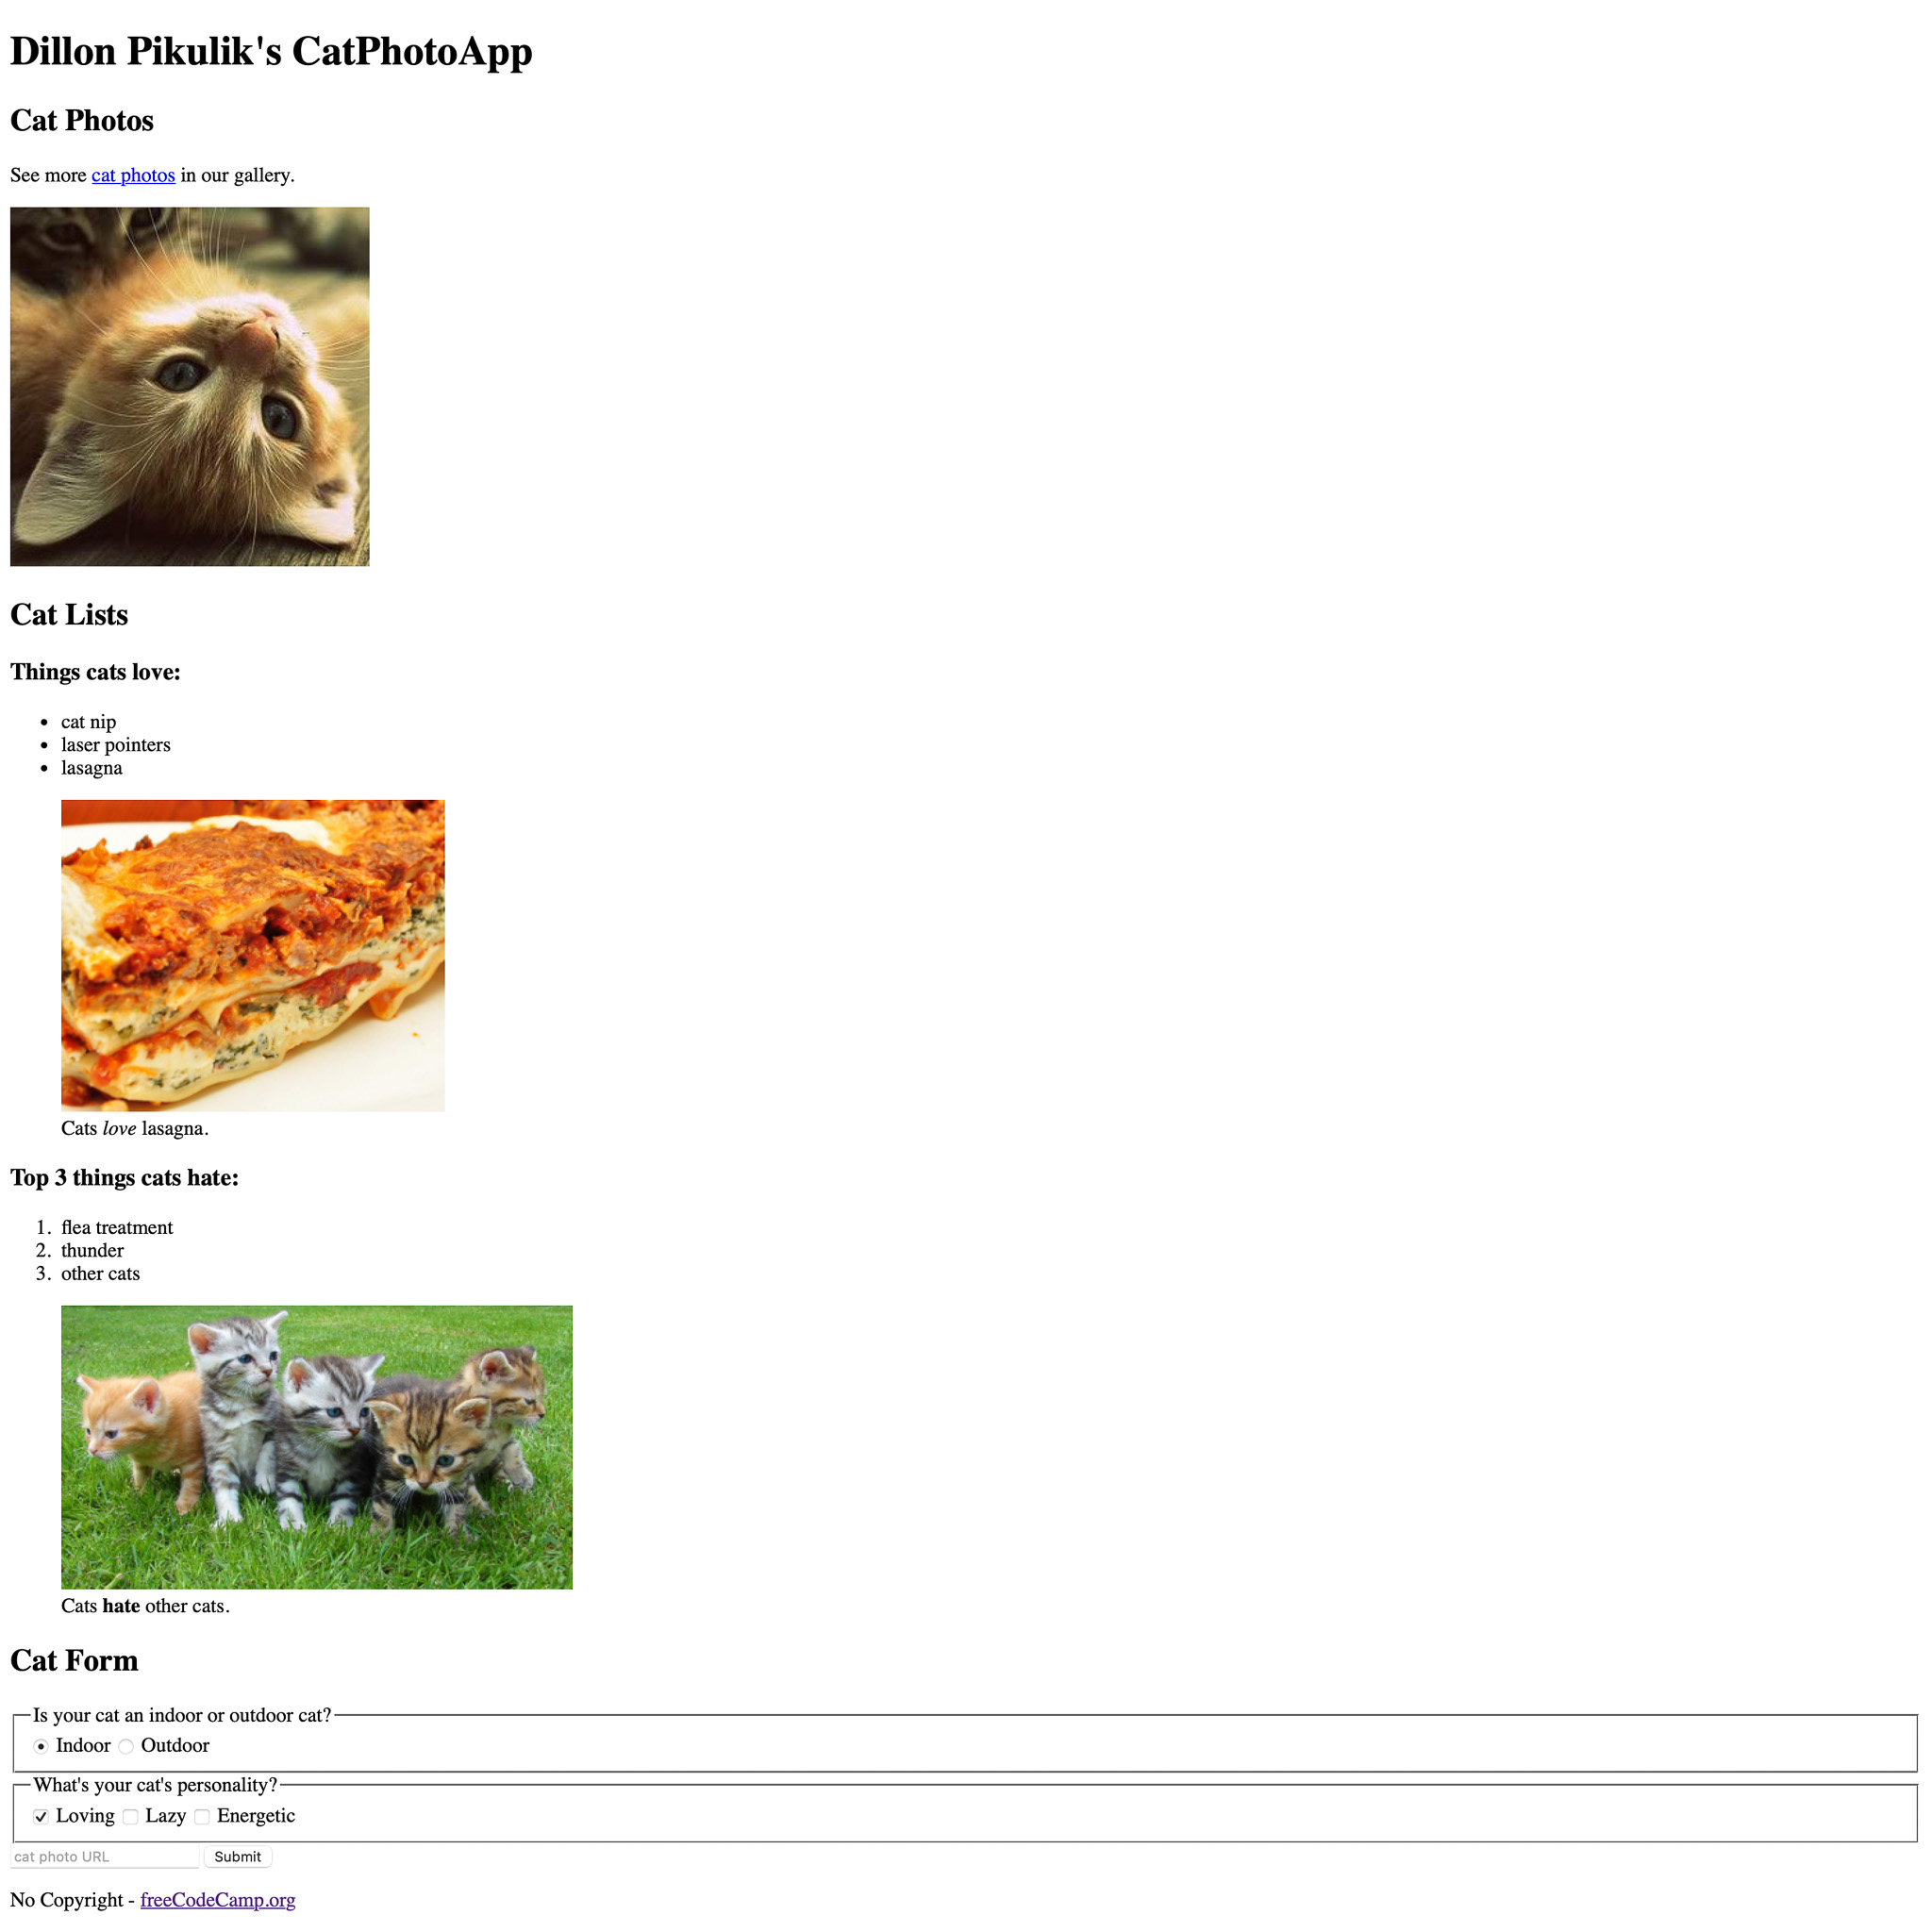 Dillon Pikulik's CatPhotoApp
Cat Photos
See more cat photos in our gallery.
Cat Lists
Things cats love:
• cat nip
• laser pointers
• lasagna
Cats love lasagna.
Top 3 things cats hate:
1. flea treatment
2. thunder
3. other cats
Cats hate other cats.
Cat Form
Is your cat an indoor or outdoor cat?
Indoor Outdoor
What's your cat's personality?
Loving Lazy Energetic
cat photo URL Submit
No Copyright - freeCodeCamp.org